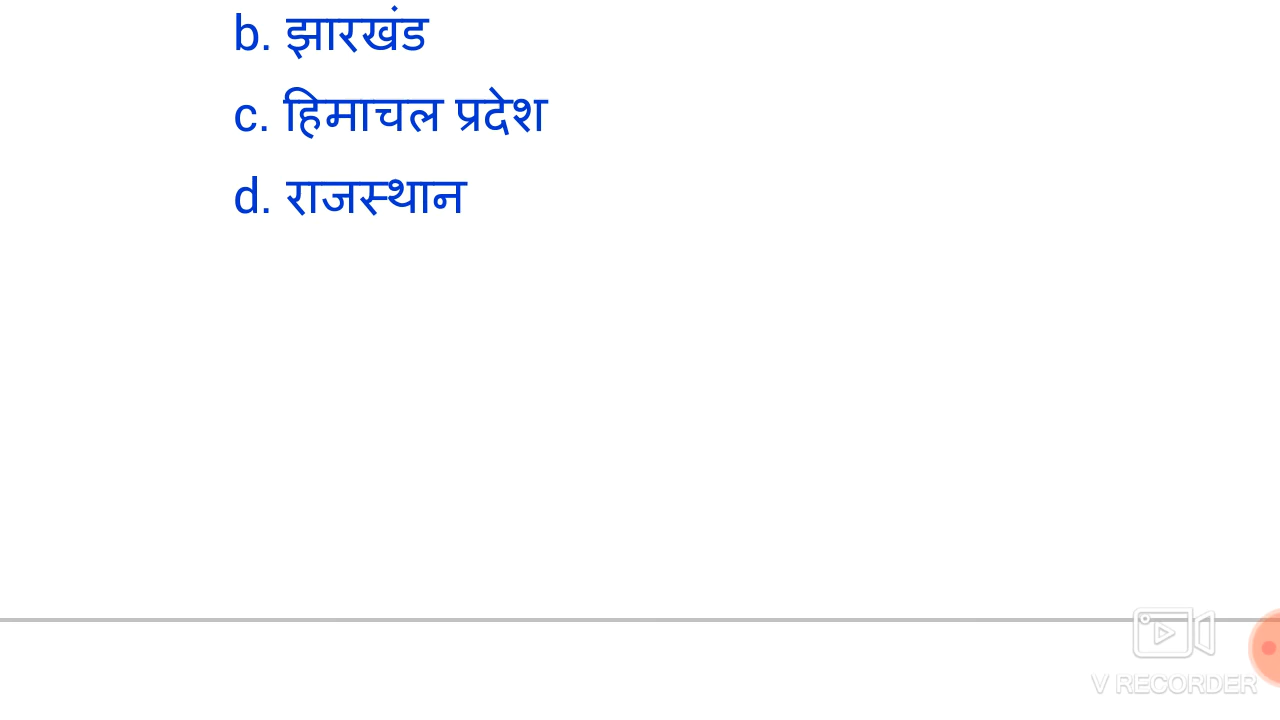 b. झारखंड
c. हिमाचल प्रदेश
d. राजस्थान
V RECORDER